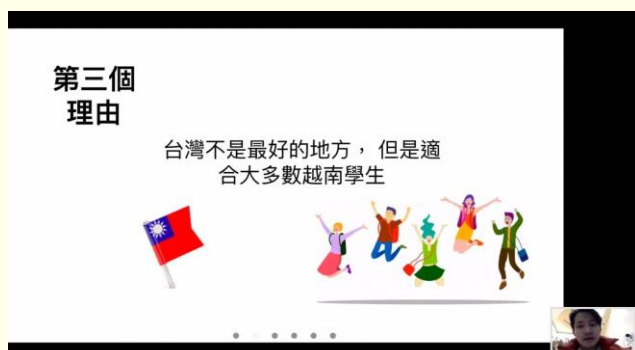 第三個
理由
台灣不是最好的地方， 但是適
合大多數越南學生